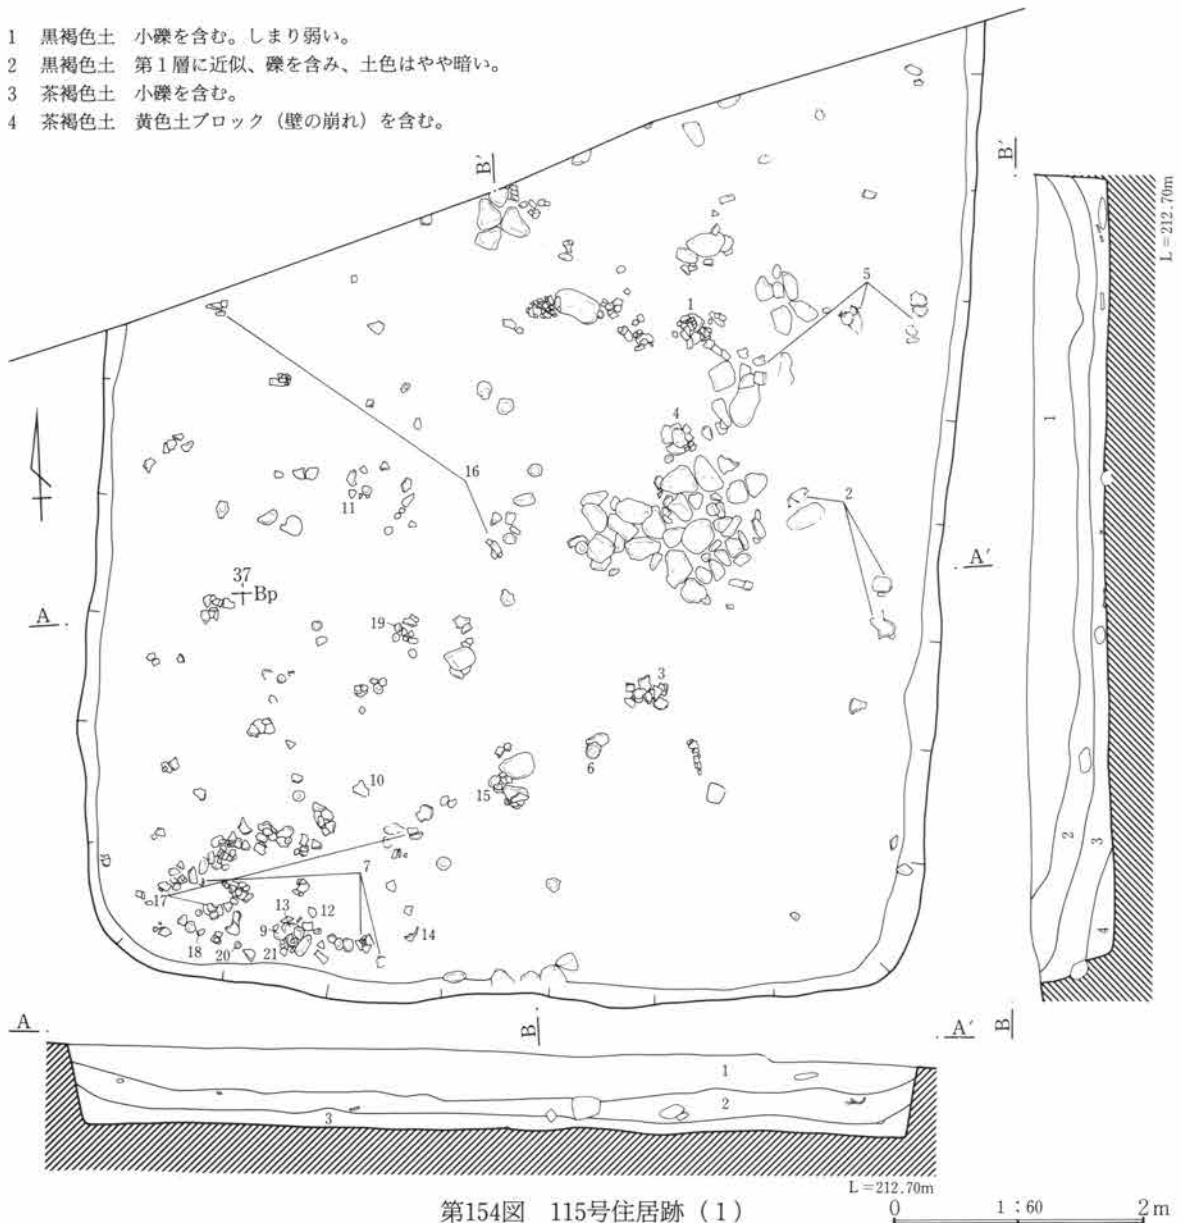 1 黒褐色土 小礫を含む。しまり弱い。
2 黒褐色土 第1層に近似、礫を含み、土色はやや暗い。
3 茶褐色土 小礫を含む。
4 茶褐色土 黄色土ブロック（壁の崩れ）を含む。
B′
B′
L＝212.70m
5
1
4
16
11
2
1
A′
37
Bp
A
19
3
6
10
15
2
3
7
17
13
12
9
14
18
20
21
4
A
B
A′
B
1
2
3
L＝212.70m
第154図 115号住居跡（1）
1：60
0
2m